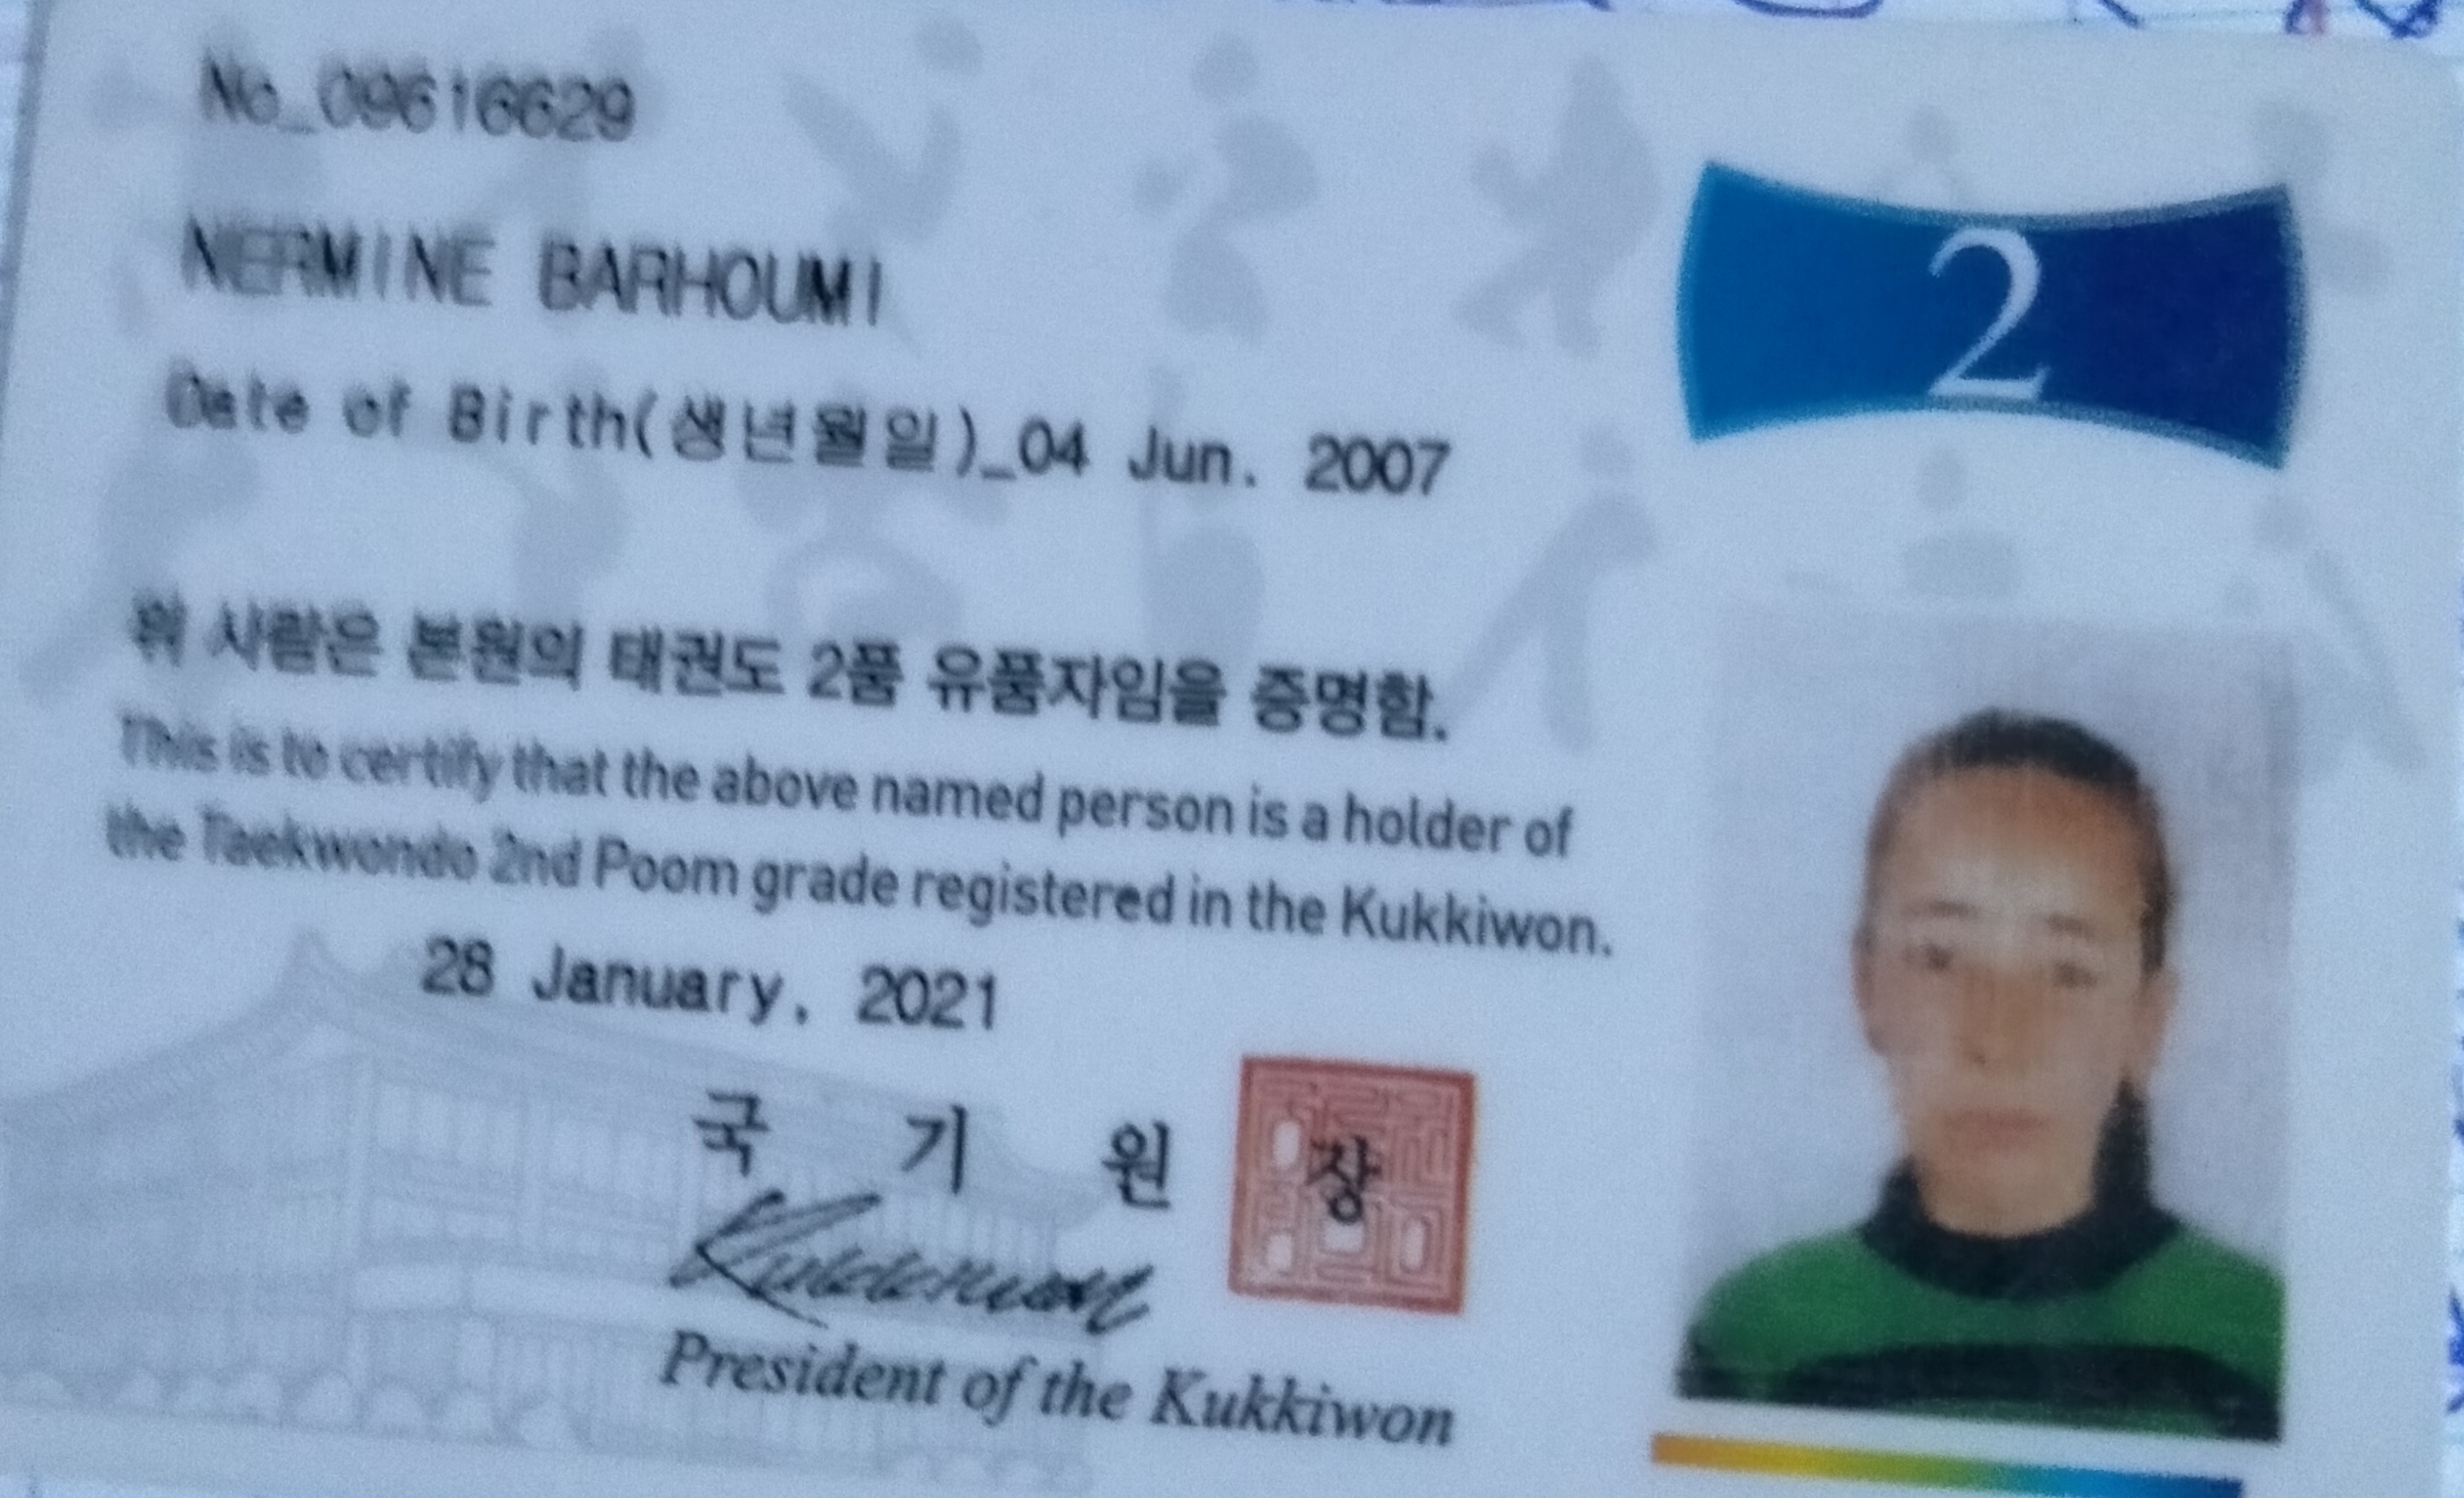 No_09616629
NERMINE BARHOUMI
2
Date of Birth(생년월일)_04 Jun. 2007
위 사람은 본원의 태권도 2품 유품자임을 증명함.
This is to certify that the above named person is a holder of
the Taekwondo 2nd Poom grade registered in the Kukkiwon.
28 January, 2021
국 기 원 장
Kukkiwon
President of the Kukkiwon